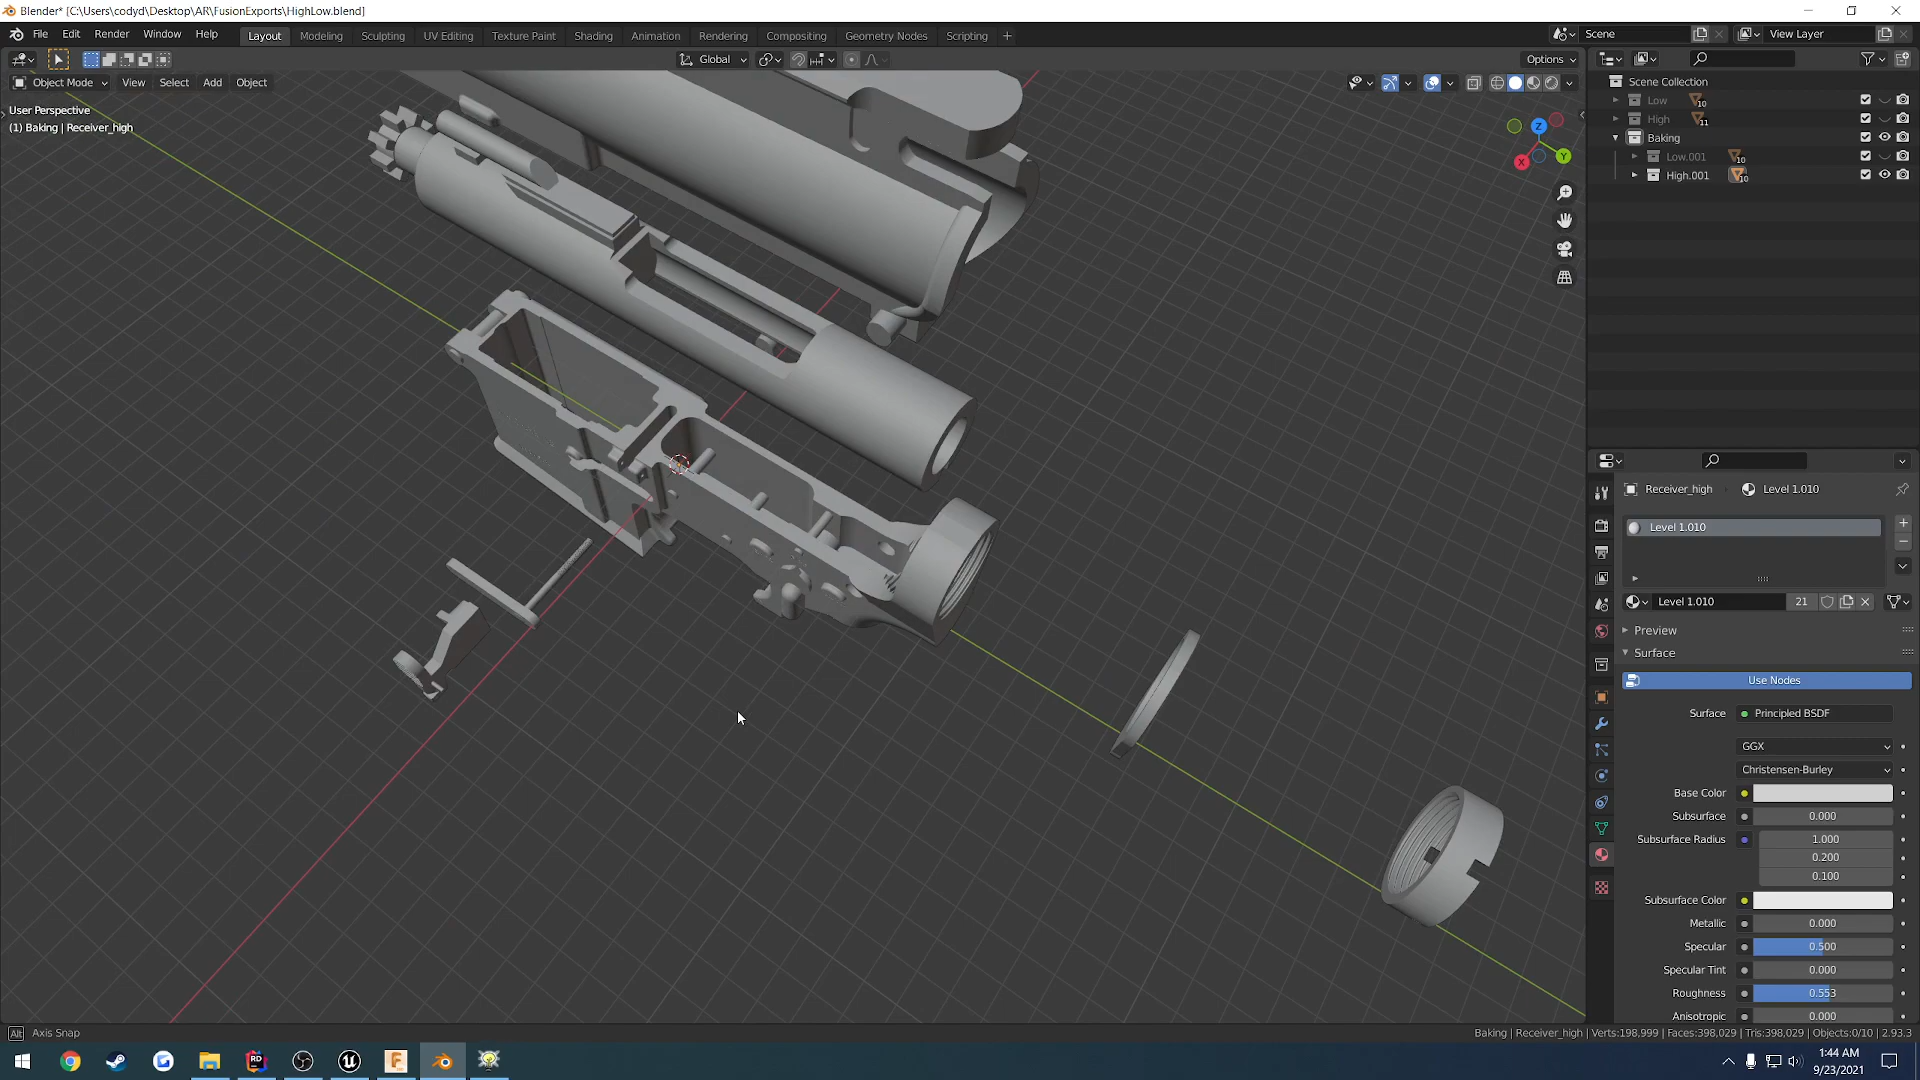 Blender* [C:\Users\codyd\Desktop\AR\FusionExports\HighLow.blend]
File Edit Render Window Help Layout Modeling Sculpting UV Editing Texture Paint Shading Animation Rendering Compositing Geometry Nodes Scripting + Scene View Layer
Global Options
Object Mode View Select Add Object
User Perspective
(1) Baking | Receiver_high
Z
Y
X
Scene Collection
Low 10
High 11
Baking
Low.001 10
High.001 10
Receiver_high Level 1.010
Level 1.010
Level 1.010 21
Preview
Surface
Use Nodes
Surface Principled BSDF
GGX
Christensen-Burley
Base Color
Subsurface 0.000
Subsurface Radius 1.000
0.200
0.100
Subsurface Color
Metallic 0.000
Specular 0.500
Specular Tint 0.000
Roughness 0.553
Anisotropic 0.000
Alt Axis Snap
Baking | Receiver_high | Verts:198,999 | Faces:398,029 | Tris:398,029 | Objects:0/10 | 2.93.3
RD
F
1:44 AM
9/23/2021